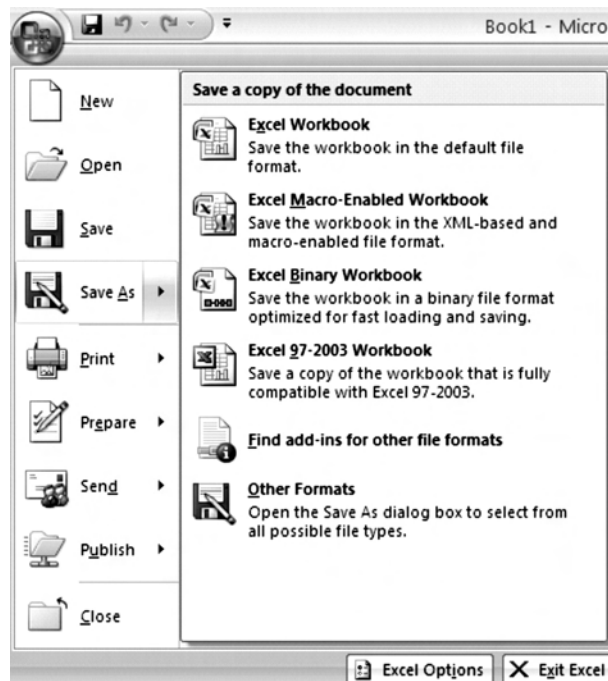 Book1 - Micro
New
Open
Save
Save As
Print
Prepare
Send
Publish
Close
Save a copy of the document
Excel Workbook
Save the workbook in the default file
format.
Excel Macro-Enabled Workbook
Save the workbook in the XML-based and
macro-enabled file format.
Excel Binary Workbook
Save the workbook in a binary file format
optimized for fast loading and saving.
Excel 97-2003 Workbook
Save a copy of the workbook that is fully
compatible with Excel 97-2003.
Find add-ins for other file formats
Other Formats
Open the Save As dialog box to select from
all possible file types.
Excel Options
Exit Excel